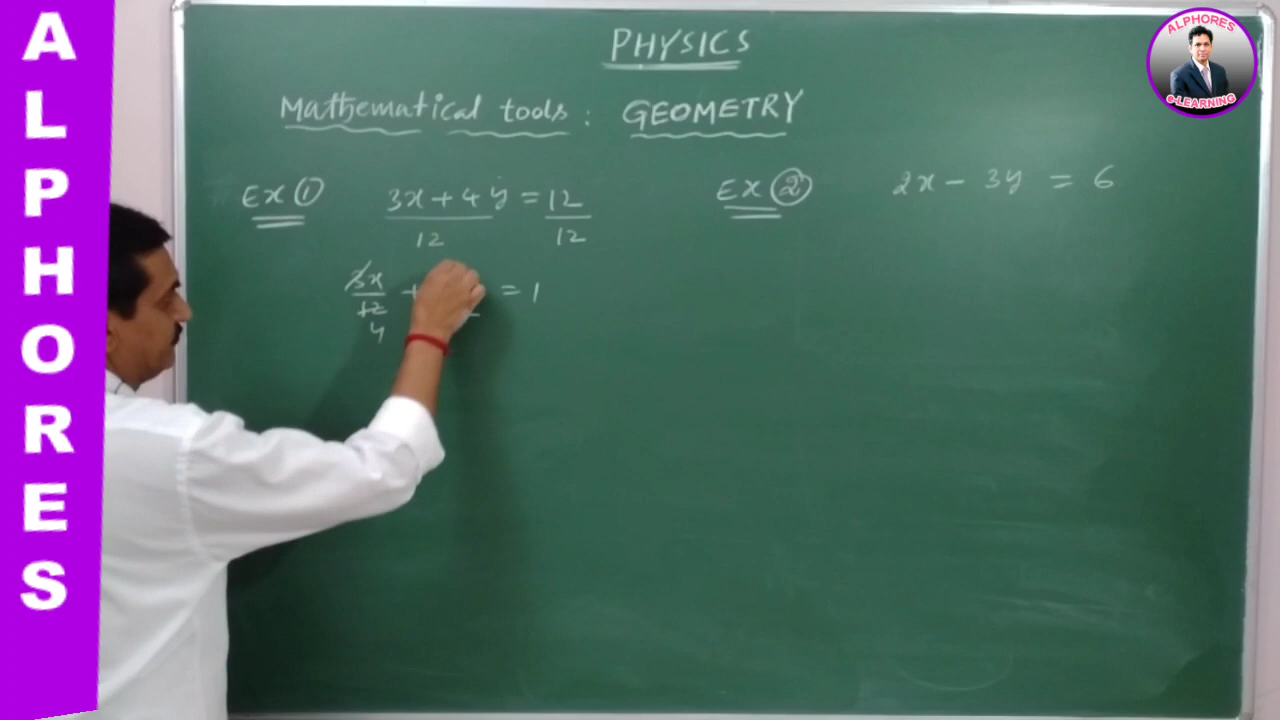 ALPHORES
ALPHORES
e-LEARNING
PHYSICS
Mathematical tools : GEOMETRY
Ex ① 3x + 4y = 12
12 12
3x + = 1
12
4
Ex ② 2x - 3y = 6